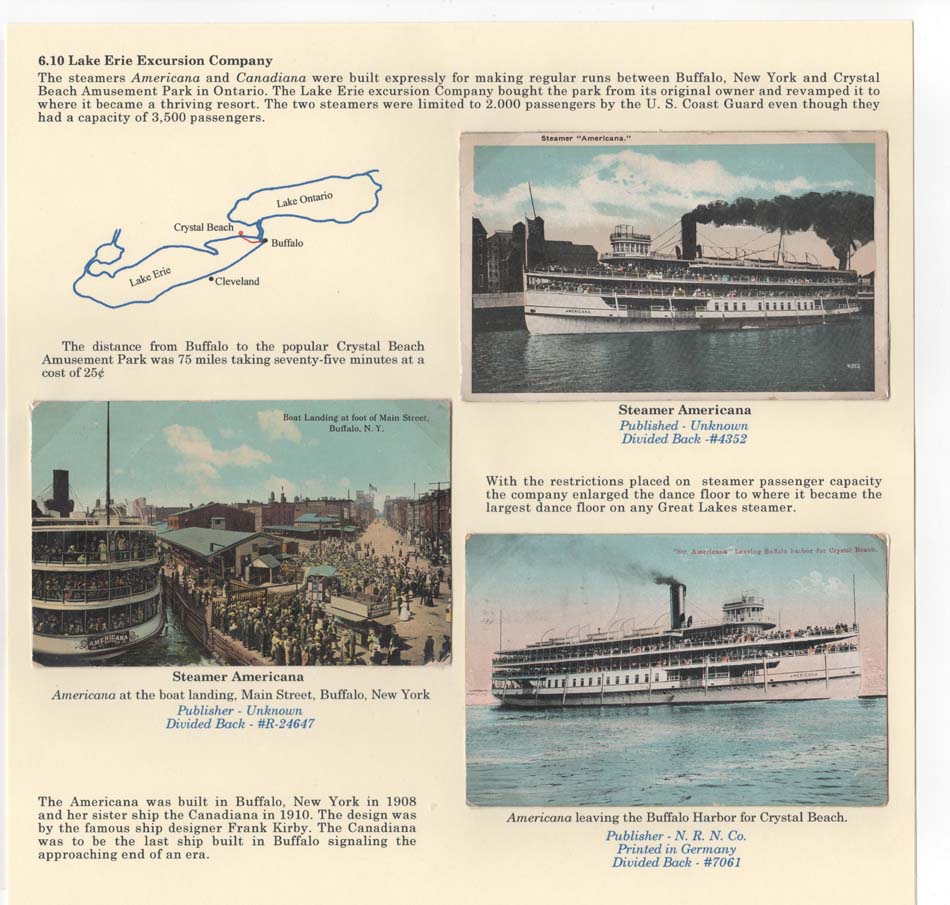 6.10 Lake Erie Excursion Company
The steamers Americana and Canadiana were built expressly for making regular runs between Buffalo, New York and Crystal
Beach Amusement Park in Ontario. The Lake Erie excursion Company bought the park from its original owner and revamped it to
where it became a thriving resort. The two steamers were limited to 2.000 passengers by the U. S. Coast Guard even though they
had a capacity of 3,500 passengers.
Lake Ontario
Crystal Beach
Buffalo
Lake Erie
Cleveland
The distance from Buffalo to the popular Crystal Beach
Amusement Park was 75 miles taking seventy-five minutes at a
cost of 25¢
Steamer "Americana."
AMERICANA
4352
Steamer Americana
Published - Unknown
Divided Back -#4352
Boat Landing at foot of Main Street,
Buffalo, N.Y.
AMERICANA
Steamer Americana
Americana at the boat landing, Main Street, Buffalo, New York
Publisher - Unknown
Divided Back - #R-24647
With the restrictions placed on steamer passenger capacity
the company enlarged the dance floor to where it became the
largest dance floor on any Great Lakes steamer.
"Str. Americana" Leaving Buffalo harbor for Crystal Beach.
AMERICANA
Americana leaving the Buffalo Harbor for Crystal Beach.
Publisher - N. R. N. Co.
Printed in Germany
Divided Back - #7061
The Americana was built in Buffalo, New York in 1908
and her sister ship the Canadiana in 1910. The design was
by the famous ship designer Frank Kirby. The Canadiana
was to be the last ship built in Buffalo signaling the
approaching end of an era.